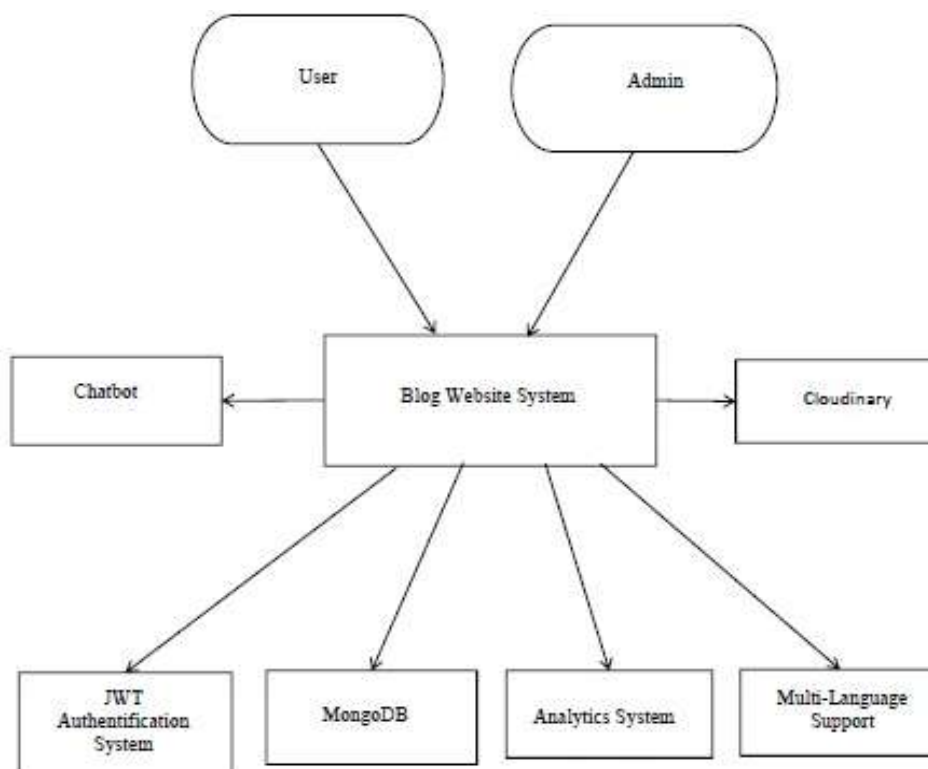 User
Admin
Chatbot
Blog Website System
Cloudinary
JWT
Authentification
System
MongoDB
Analytics System
Multi-Language
Support